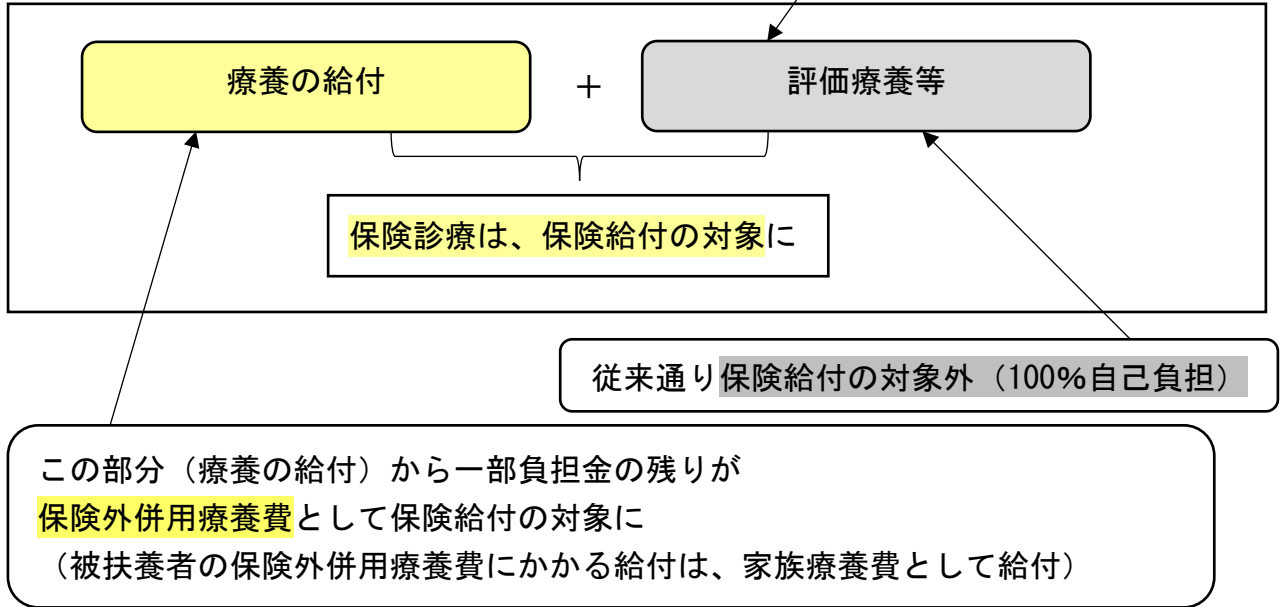 療養の給付 + 評価療養等
保険診療は、保険給付の対象に
従来通り保険給付の対象外（100%自己負担）
この部分（療養の給付）から一部負担金の残りが
保険外併用療養費として保険給付の対象に
（被扶養者の保険外併用療養費にかかる給付は、家族療養費として給付）